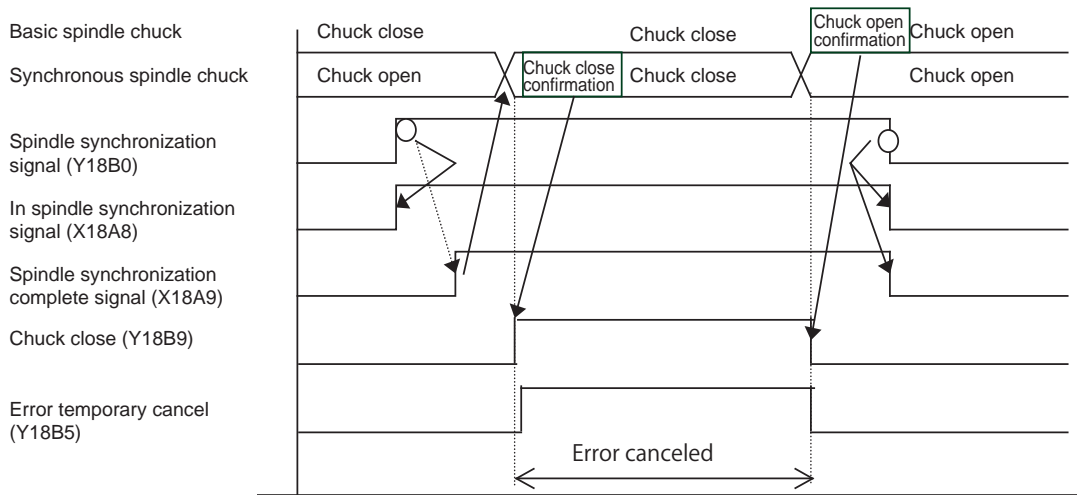 Basic spindle chuck
Chuck close
Chuck close
Chuck open
confirmation
Chuck open
Synchronous spindle chuck
Chuck open
Chuck close
confirmation
Chuck close
Chuck open
Spindle synchronization
signal (Y18B0)
In spindle synchronization
signal (X18A8)
Spindle synchronization
complete signal (X18A9)
Chuck close (Y18B9)
Error temporary cancel
(Y18B5)
Error canceled